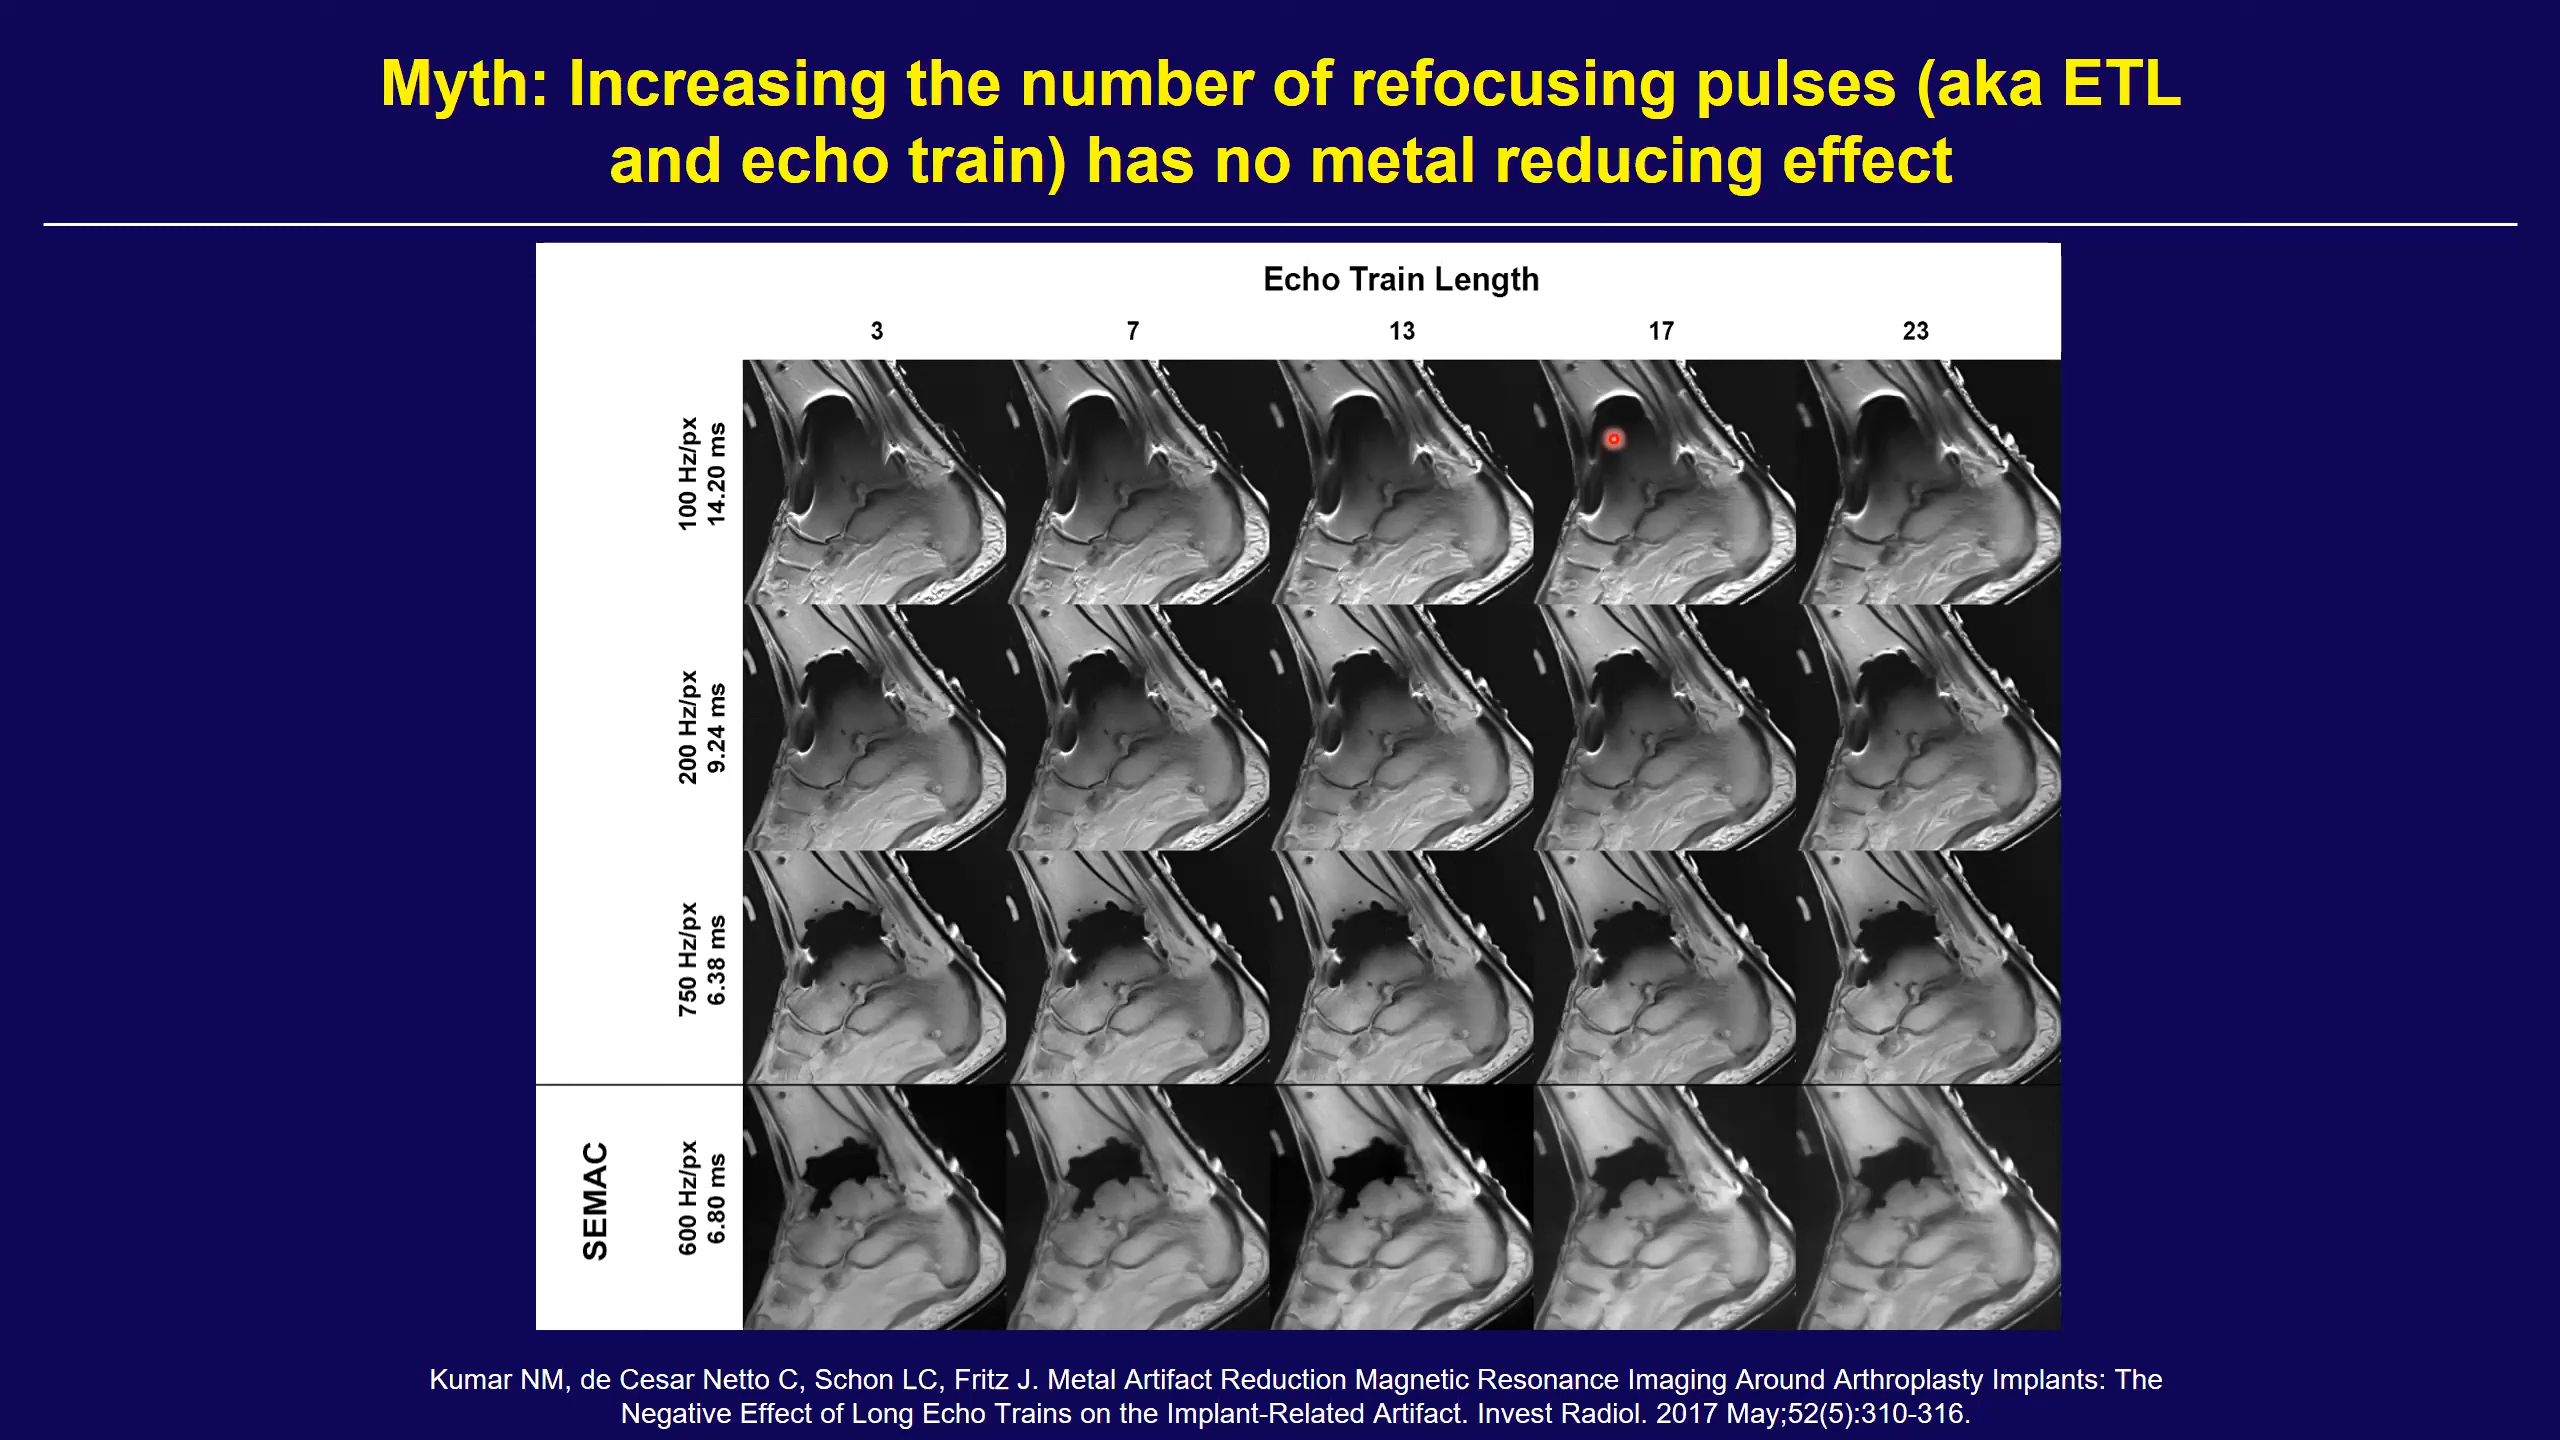 Myth: Increasing the number of refocusing pulses (aka ETL
and echo train) has no metal reducing effect
Echo Train Length
3 7 13 17 23
100 Hz/px
14.20 ms
200 Hz/px
9.24 ms
750 Hz/px
6.38 ms
SEMAC
600 Hz/px
6.80 ms
Kumar NM, de Cesar Netto C, Schon LC, Fritz J. Metal Artifact Reduction Magnetic Resonance Imaging Around Arthroplasty Implants: The
Negative Effect of Long Echo Trains on the Implant-Related Artifact. Invest Radiol. 2017 May;52(5):310-316.